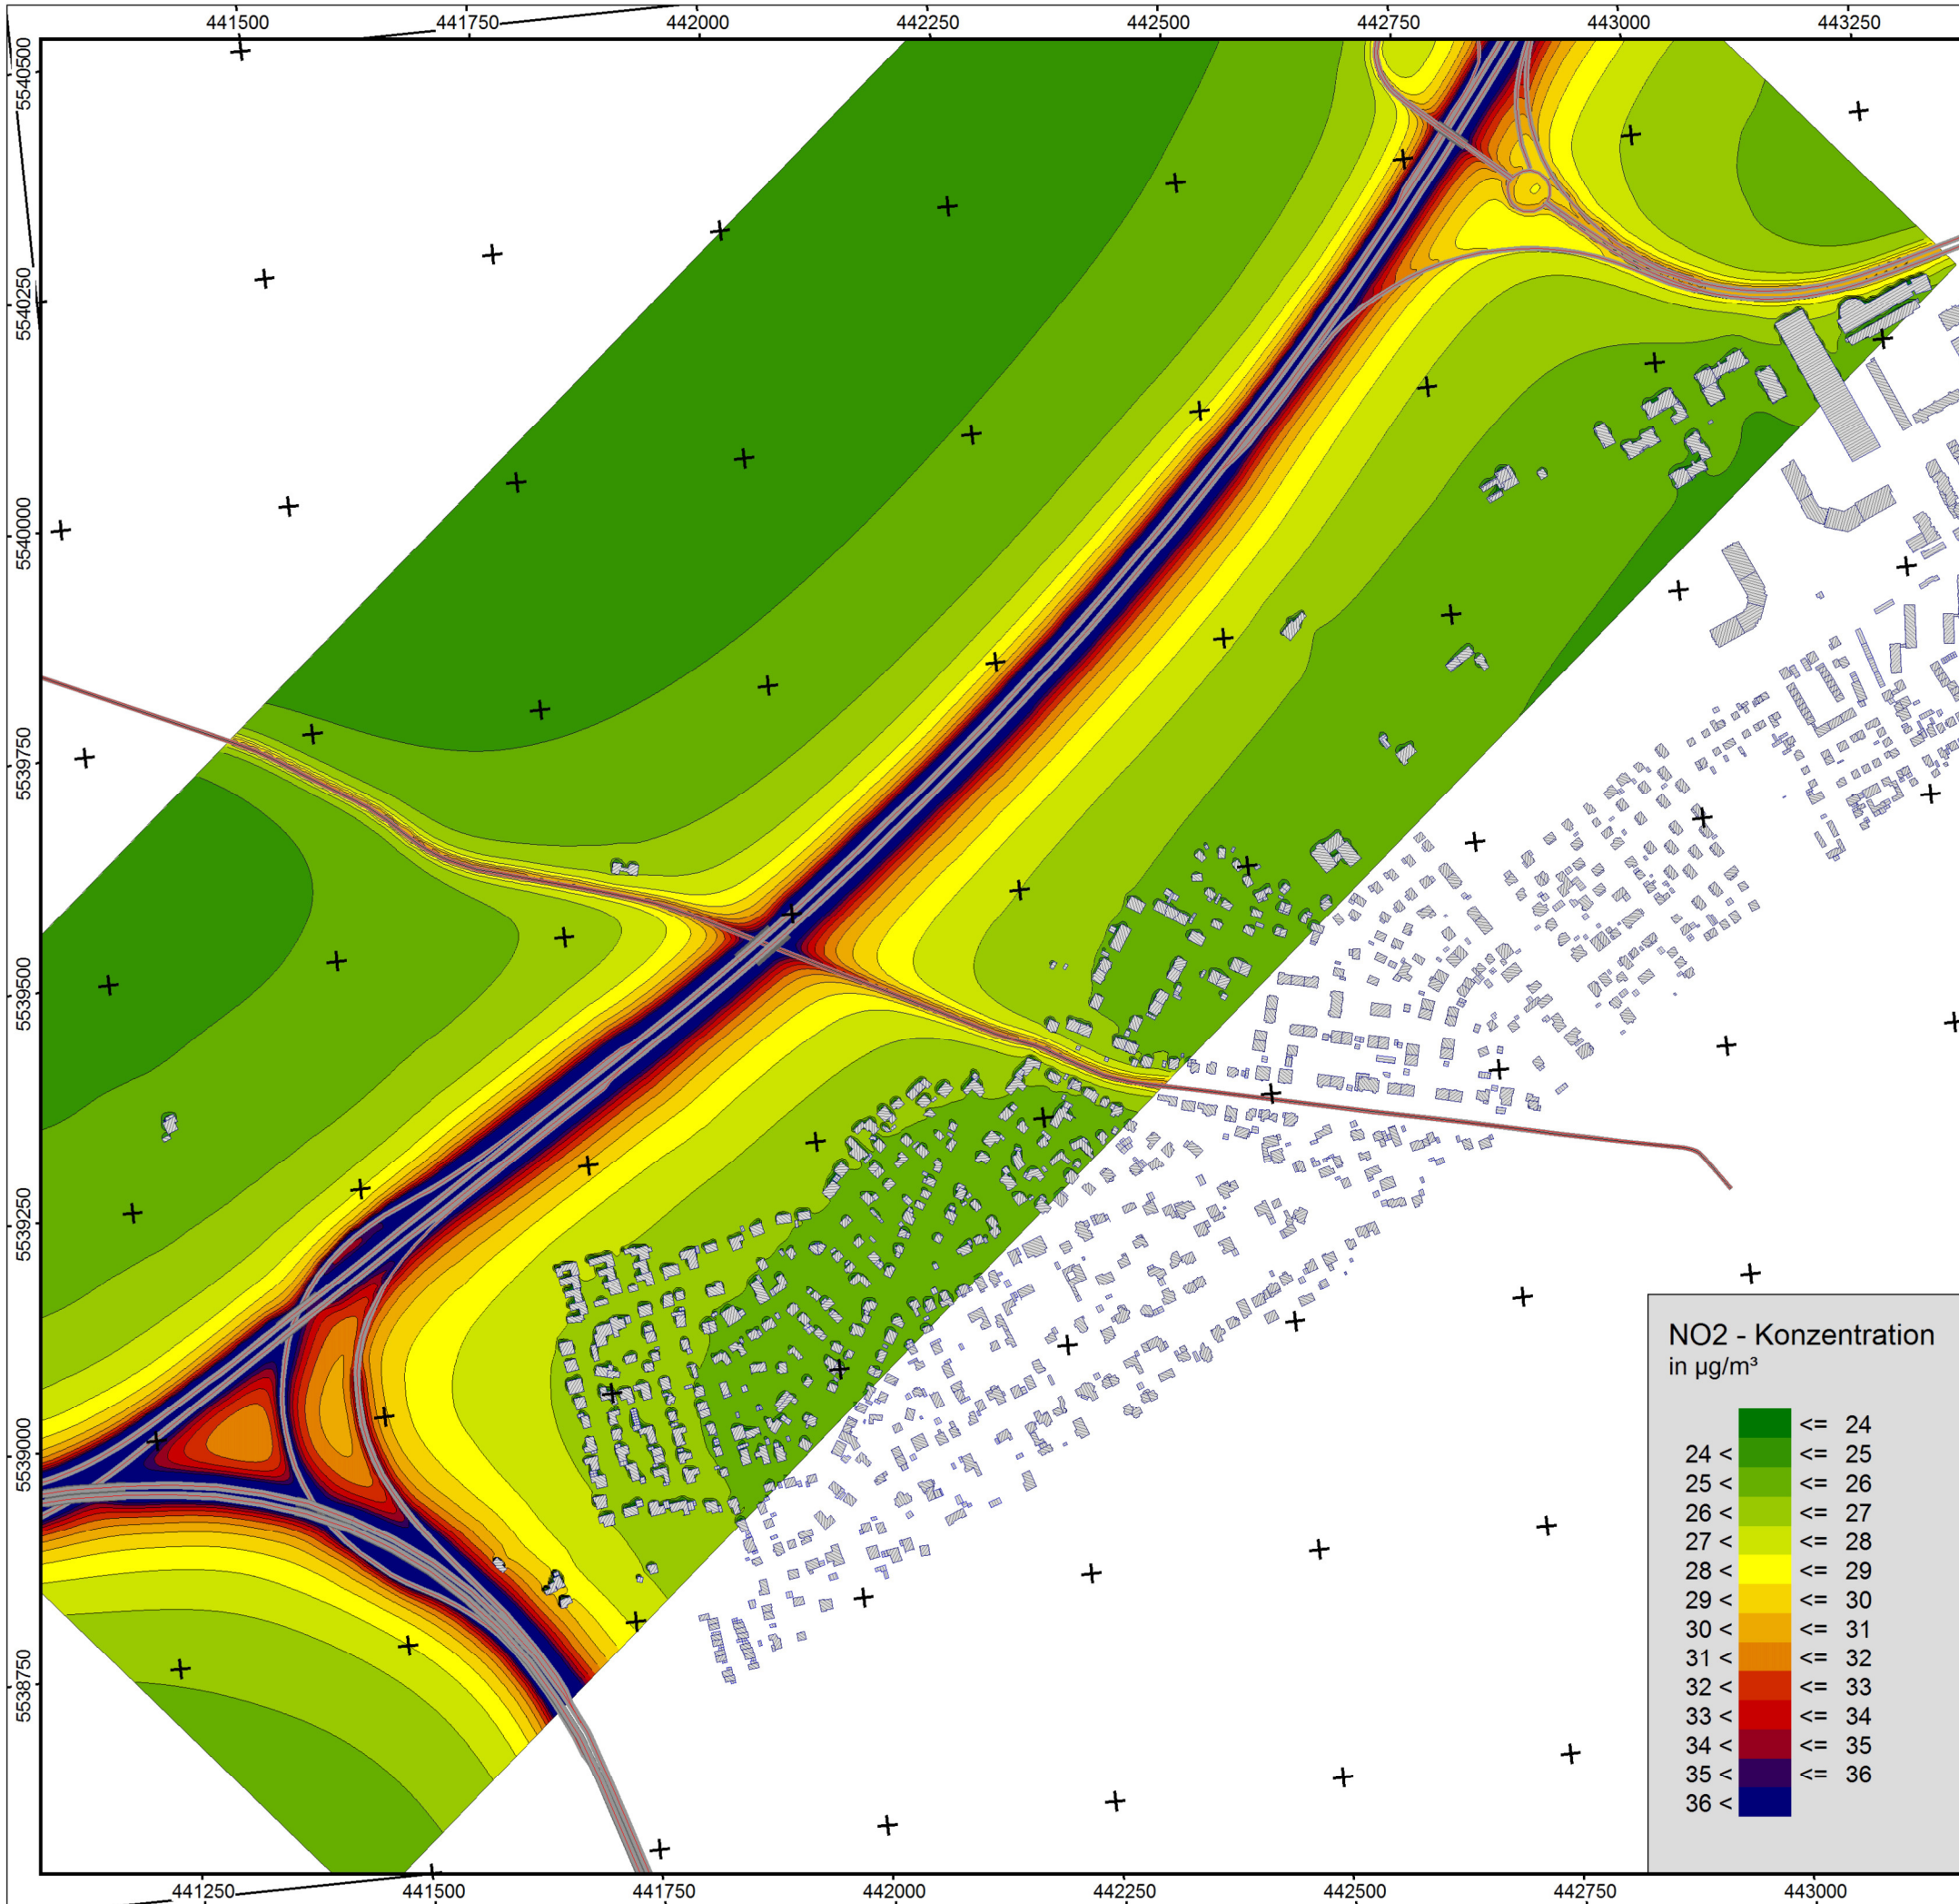 441500 441750 442000 442250 442500 442750 443000 443250
5540500
5540250
5540000
5539750
5539500
5539250
5539000
5538750
NO2 - Konzentration
in µg/m³
<= 24
24 < <= 25
25 < <= 26
26 < <= 27
27 < <= 28
28 < <= 29
29 < <= 30
30 < <= 31
31 < <= 32
32 < <= 33
33 < <= 34
34 < <= 35
35 < <= 36
36 <
441250 441500 441750 442000 442250 442500 442750 443000